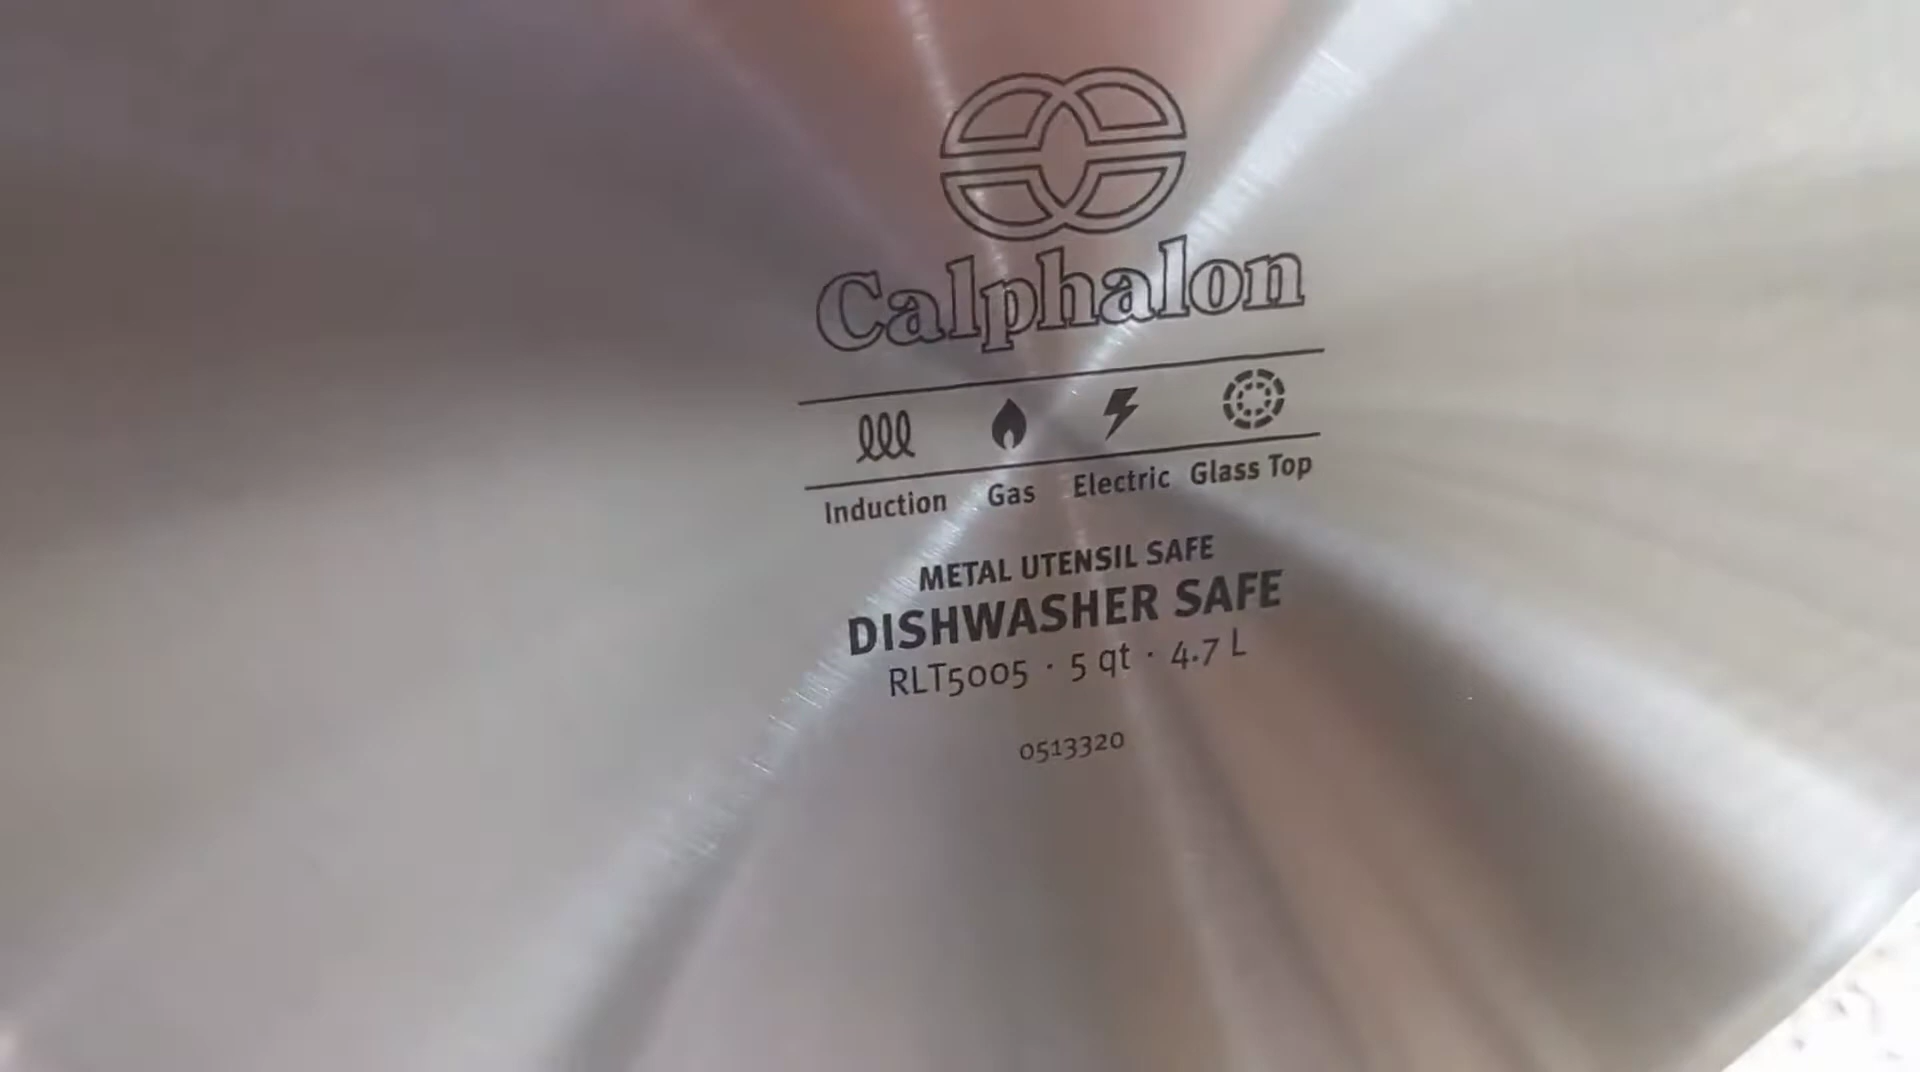 Calphalon
Induction Gas Electric Glass Top
METAL UTENSIL SAFE
DISHWASHER SAFE
RLT5005 · 5 qt · 4.7 L
0513320